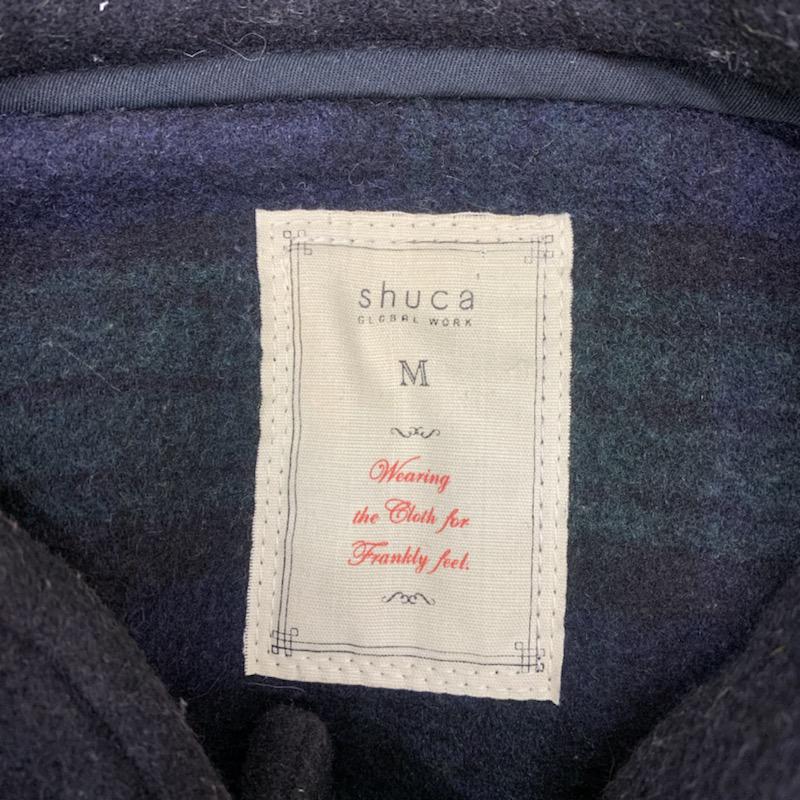 shuca
GLOBAL WORK
M
Wearing
the Cloth for
Frankly feel.